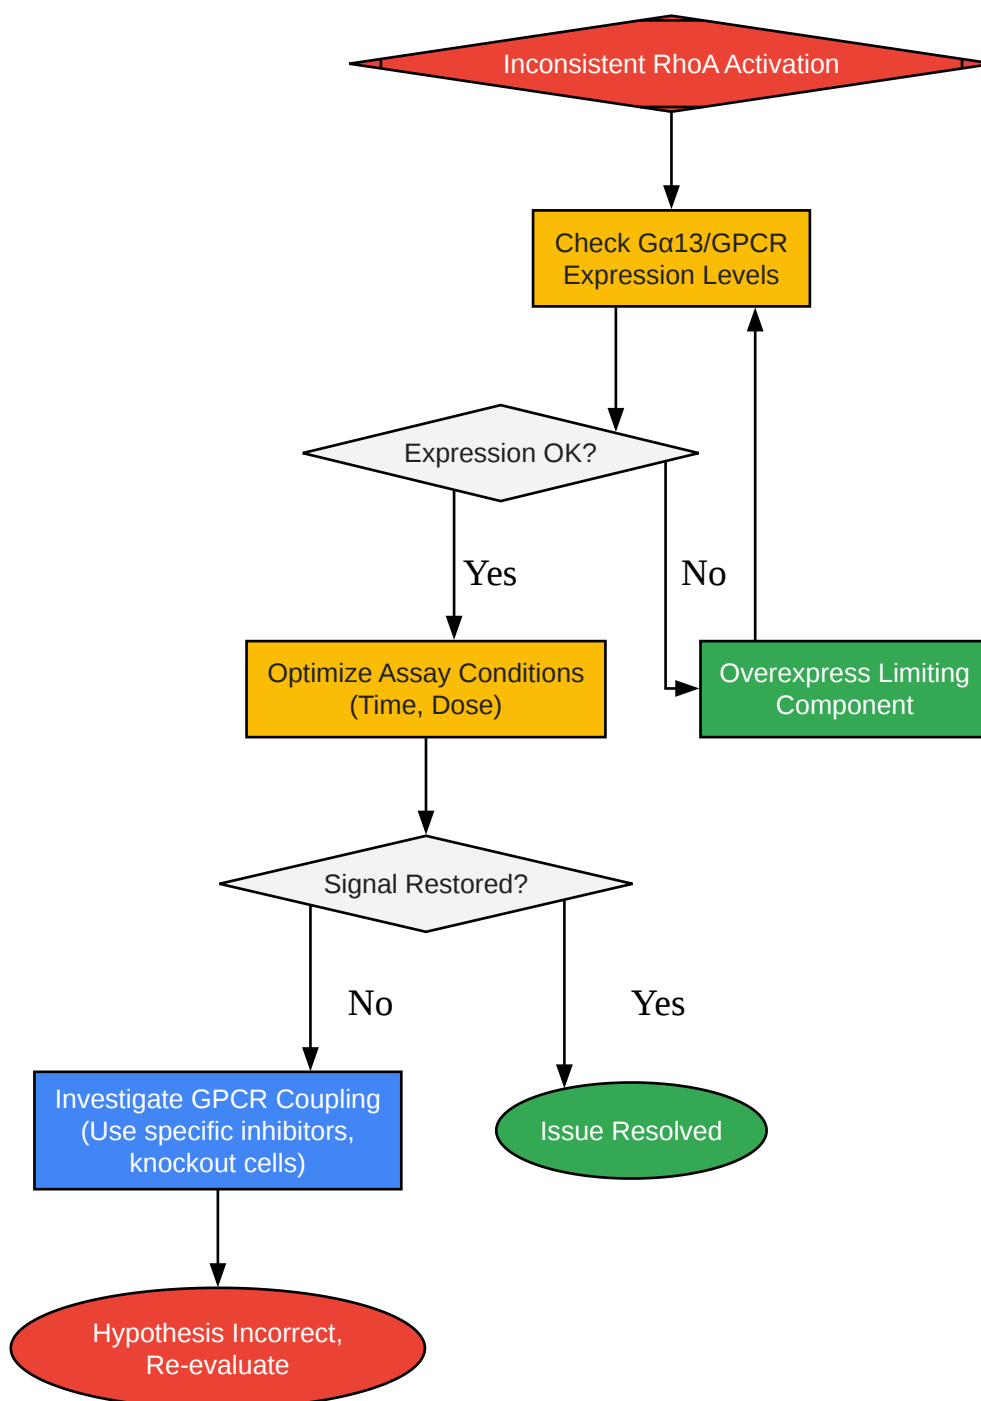 Inconsistent RhoA Activation
Check Gα13/GPCR
Expression Levels
Expression OK?
Yes
No
Optimize Assay Conditions
(Time, Dose)
Overexpress Limiting
Component
Signal Restored?
No
Yes
Investigate GPCR Coupling
(Use specific inhibitors,
knockout cells)
Issue Resolved
Hypothesis Incorrect,
Re-evaluate